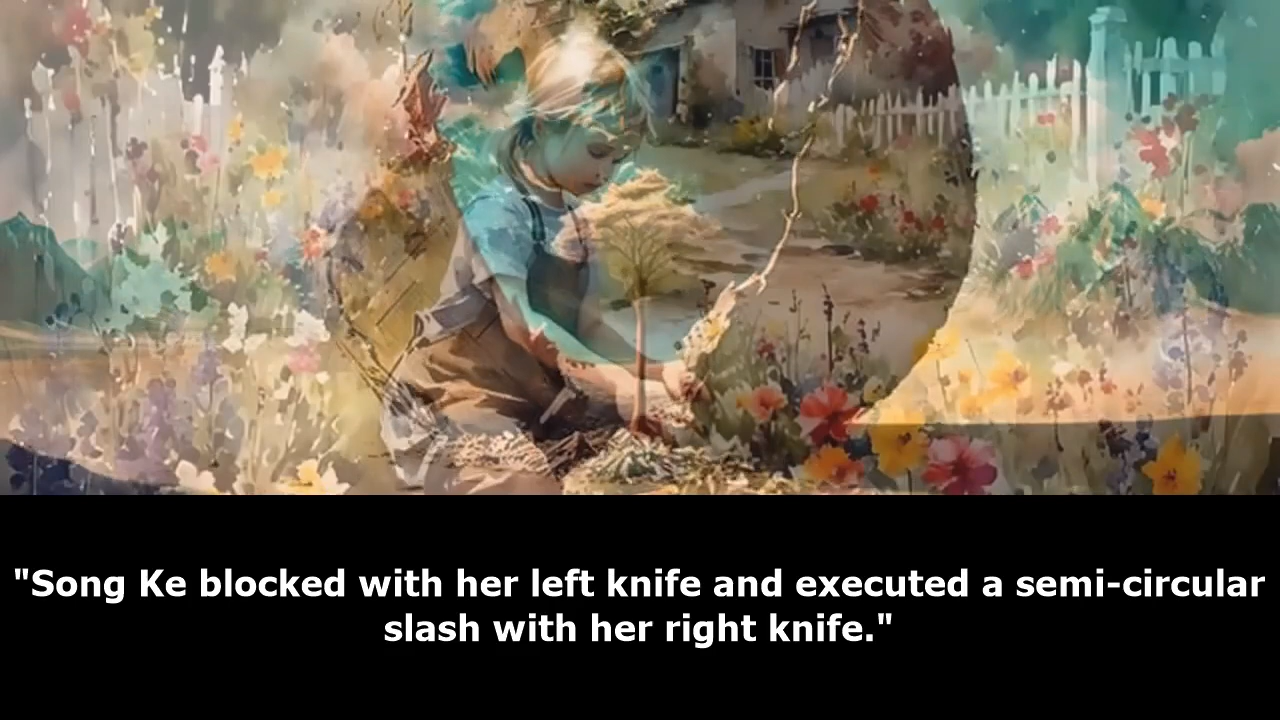 "Song Ke blocked with her left knife and executed a semi-circular
slash with her right knife."